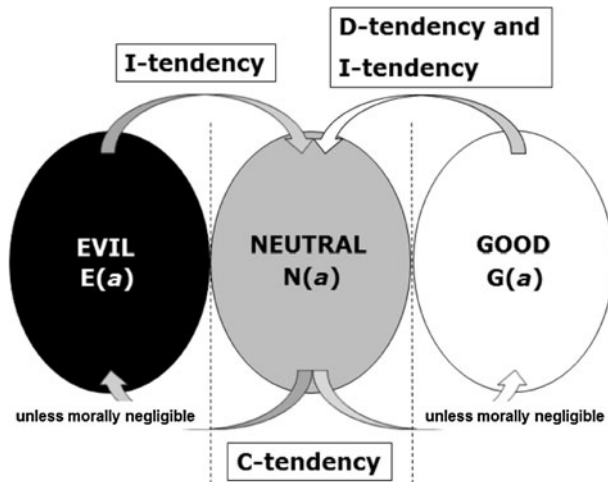 I-tendency
D-tendency and
I-tendency
EVIL
E(a)
NEUTRAL
N(a)
GOOD
G(a)
unless morally negligible
unless morally negligible
C-tendency